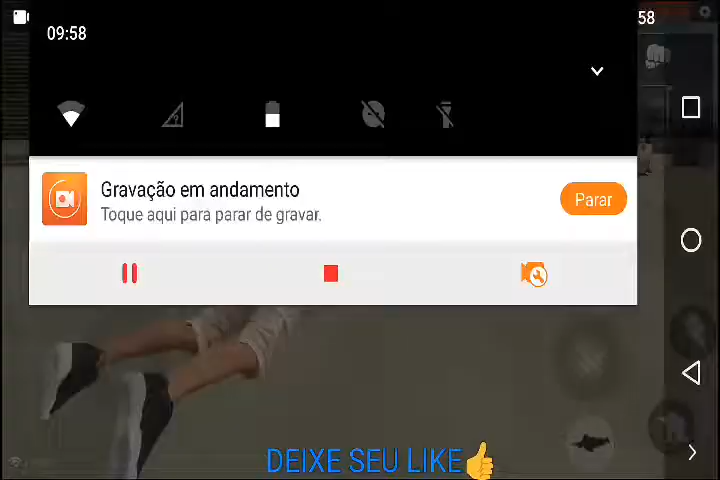 58
09:58
Gravação em andamento
Toque aqui para parar de gravar.
Parar
DEIXE SEU LIKE👍